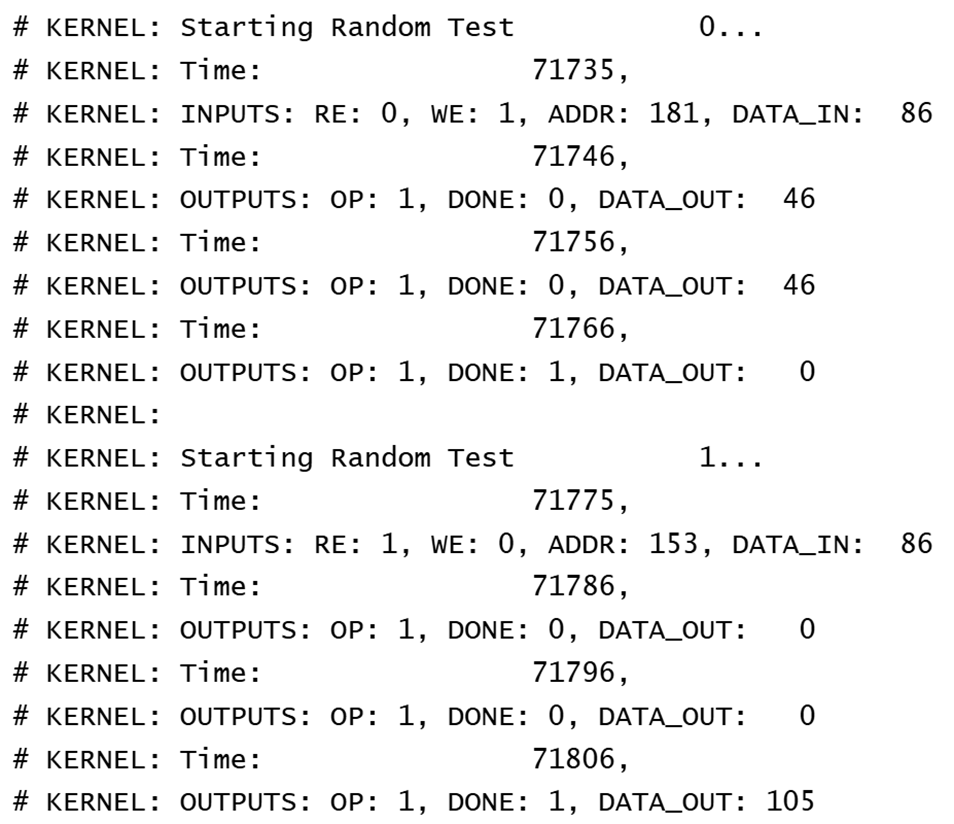 # KERNEL: Starting Random Test           0...
# KERNEL: Time:                71735,
# KERNEL: INPUTS: RE: 0, WE: 1, ADDR: 181, DATA_IN:  86
# KERNEL: Time:                71746,
# KERNEL: OUTPUTS: OP: 1, DONE: 0, DATA_OUT:  46
# KERNEL: Time:                71756,
# KERNEL: OUTPUTS: OP: 1, DONE: 0, DATA_OUT:  46
# KERNEL: Time:                71766,
# KERNEL: OUTPUTS: OP: 1, DONE: 1, DATA_OUT:   0
# KERNEL:
# KERNEL: Starting Random Test           1...
# KERNEL: Time:                71775,
# KERNEL: INPUTS: RE: 1, WE: 0, ADDR: 153, DATA_IN:  86
# KERNEL: Time:                71786,
# KERNEL: OUTPUTS: OP: 1, DONE: 0, DATA_OUT:   0
# KERNEL: Time:                71796,
# KERNEL: OUTPUTS: OP: 1, DONE: 0, DATA_OUT:   0
# KERNEL: Time:                71806,
# KERNEL: OUTPUTS: OP: 1, DONE: 1, DATA_OUT: 105